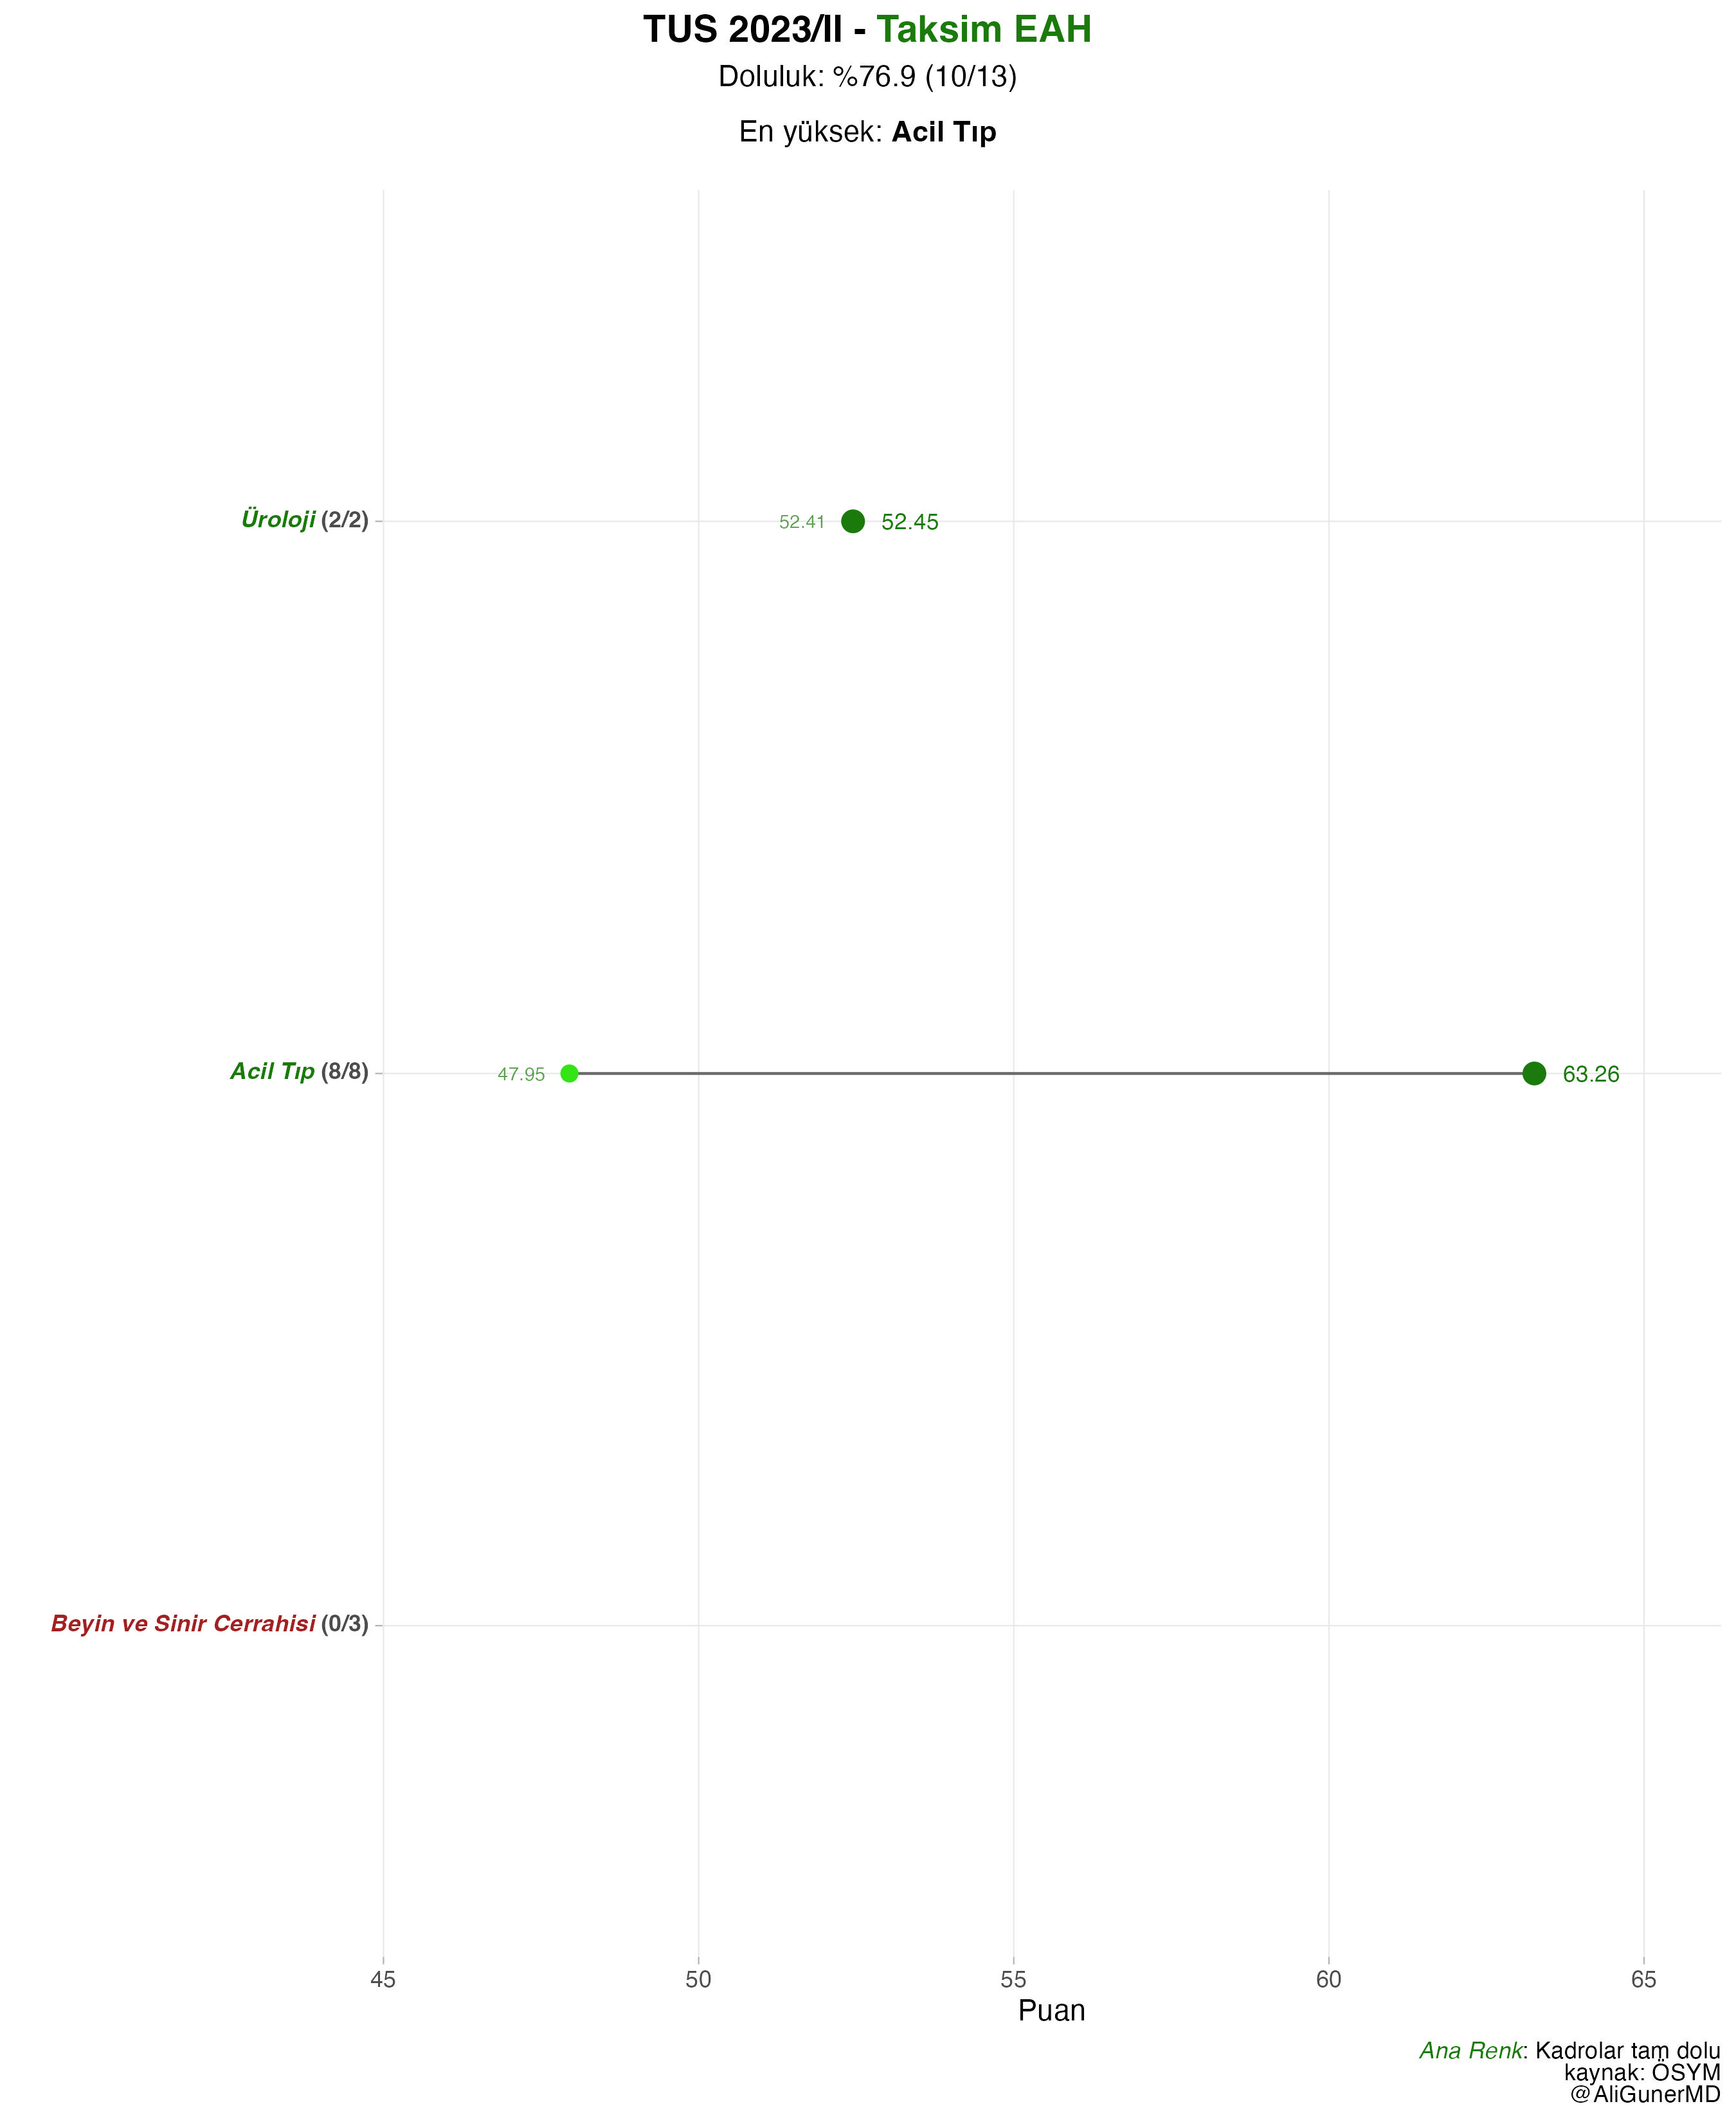 TUS 2023/II - Taksim EAH
Doluluk: %76.9 (10/13)
En yüksek: Acil Tıp
Üroloji (2/2)
52.41
52.45
Acil Tıp (8/8)
47.95
63.26
Beyin ve Sinir Cerrahisi (0/3)
45
50
55
60
65
Puan
Ana Renk: Kadrolar tam dolu
kaynak: ÖSYM
@AliGunerMD